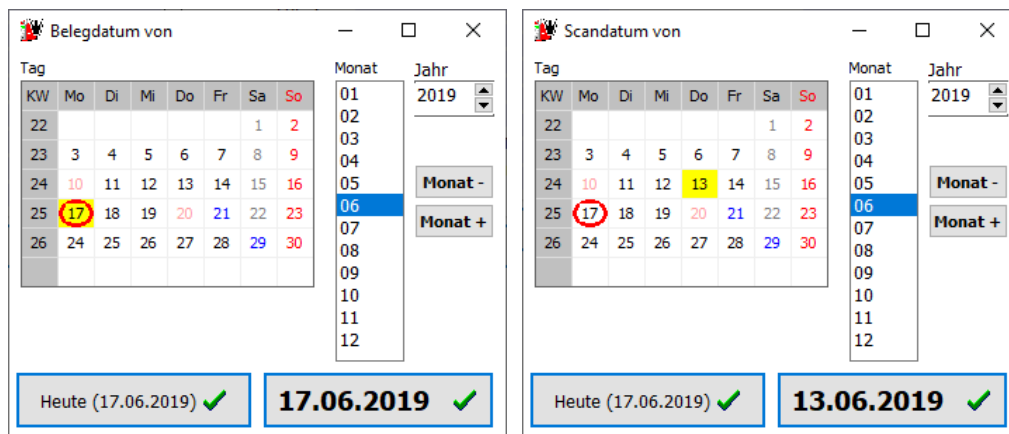 Belegdatum von
Tag
Monat
Jahr
KW Mo Di Mi Do Fr Sa So
22 1 2
23 3 4 5 6 7 8 9
24 10 11 12 13 14 15 16
25 17 18 19 20 21 22 23
26 24 25 26 27 28 29 30
01
02
03
04
05
06
07
08
09
10
11
12
2019
Monat -
Monat +
Heute (17.06.2019)
17.06.2019
Scandatum von
Tag
Monat
Jahr
KW Mo Di Mi Do Fr Sa So
22 1 2
23 3 4 5 6 7 8 9
24 10 11 12 13 14 15 16
25 17 18 19 20 21 22 23
26 24 25 26 27 28 29 30
01
02
03
04
05
06
07
08
09
10
11
12
2019
Monat -
Monat +
Heute (17.06.2019)
13.06.2019